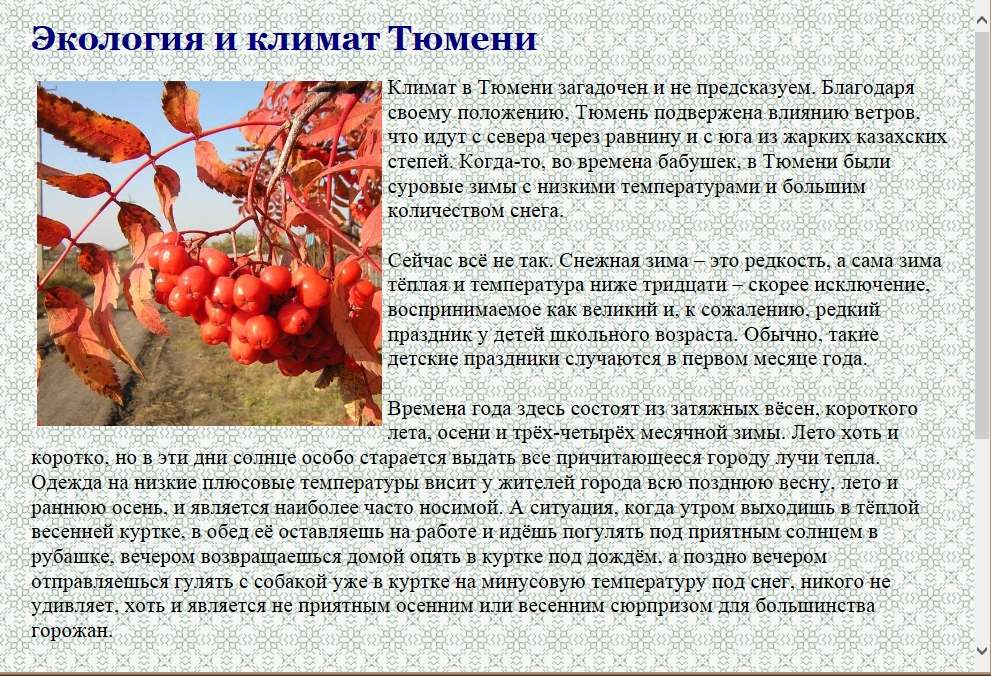 Экология и климат Тюмени
Климат в Тюмени загадочен и не предсказуем. Благодаря
своему положению, Тюмень подвержена влиянию ветров,
что идут с севера через равнину и с юга из жарких казахских
степей. Когда-то, во времена бабушек, в Тюмени были
суровые зимы с низкими температурами и большим
количеством снега.
Сейчас всё не так. Снежная зима – это редкость, а сама зима
тёплая и температура ниже тридцати – скорее исключение,
воспринимаемое как великий и, к сожалению, редкий
праздник у детей школьного возраста. Обычно, такие
детские праздники случаются в первом месяце года.
Времена года здесь состоят из затяжных вёсен, короткого
лета, осени и трёх-четырёх месячной зимы. Лето хоть и
коротко, но в эти дни солнце особо старается выдать все причитающееся городу лучи тепла.
Одежда на низкие плюсовые температуры висит у жителей города всю позднюю весну, лето и
раннюю осень, и является наиболее часто носимой. А ситуация, когда утром выходишь в тёплой
весенней куртке, в обед её оставляешь на работе и идёшь погулять под приятным солнцем в
рубашке, вечером возвращаешься домой опять в куртке под дождём, а поздно вечером
отправляешься гулять с собакой уже в куртке на минусовую температуру под снег, никого не
удивляет, хоть и является не приятным осенним или весенним сюрпризом для большинства
горожан.